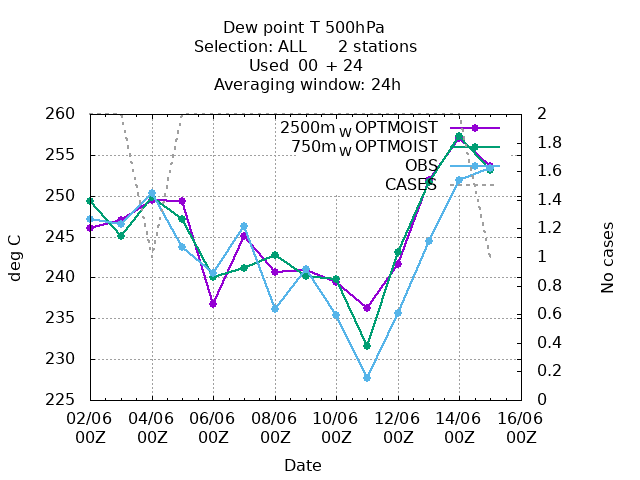 Dew point T 500hPa
Selection: ALL 2 stations
Used 00 + 24
Averaging window: 24h
260 2
2500m W OPTMOIST
1.8
750m W OPTMOIST
255
1.6
OBS
CASES
250 1.4
245 1.2
deg C
No cases
1
240
0.8
235 0.6
230 0.4
0.2
225 0
02/06 04/06 06/06 08/06 10/06 12/06 14/06 16/06
00Z 00Z 00Z 00Z 00Z 00Z 00Z 00Z
Date